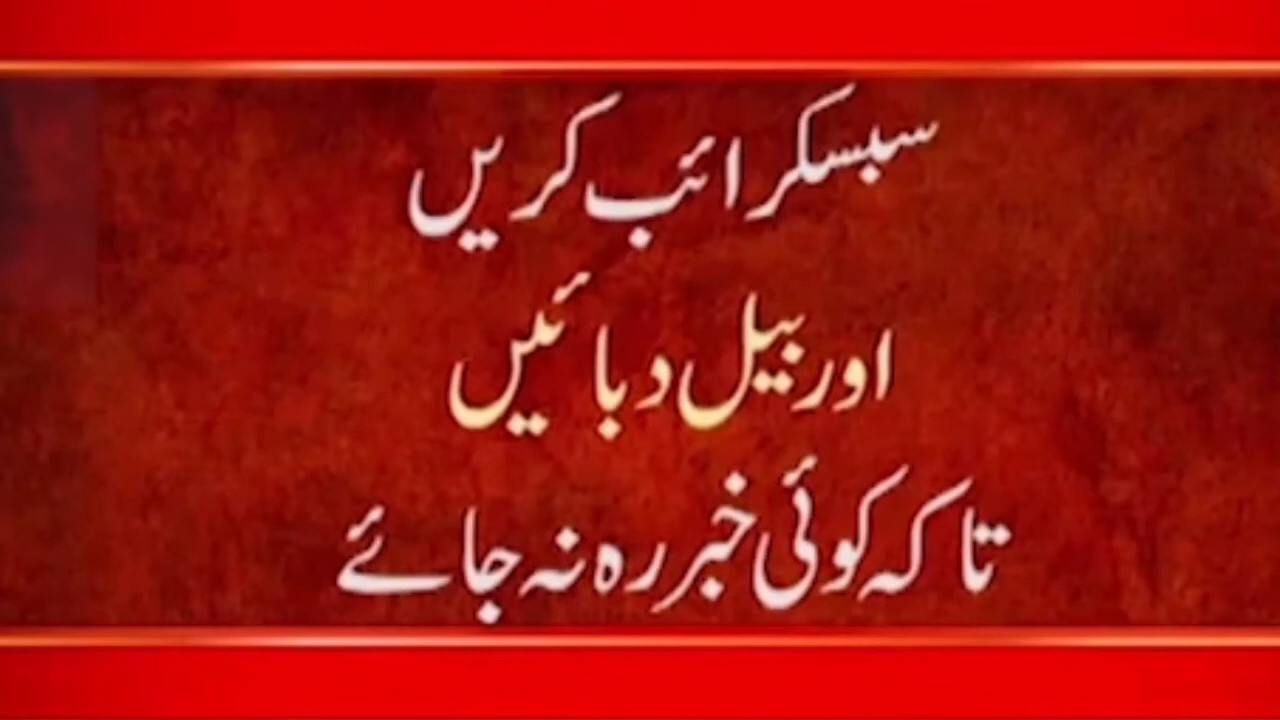 سبسکرائب کریں
اور بیل دبائیں
تاکہ کوئی خبر رہ نہ جائے